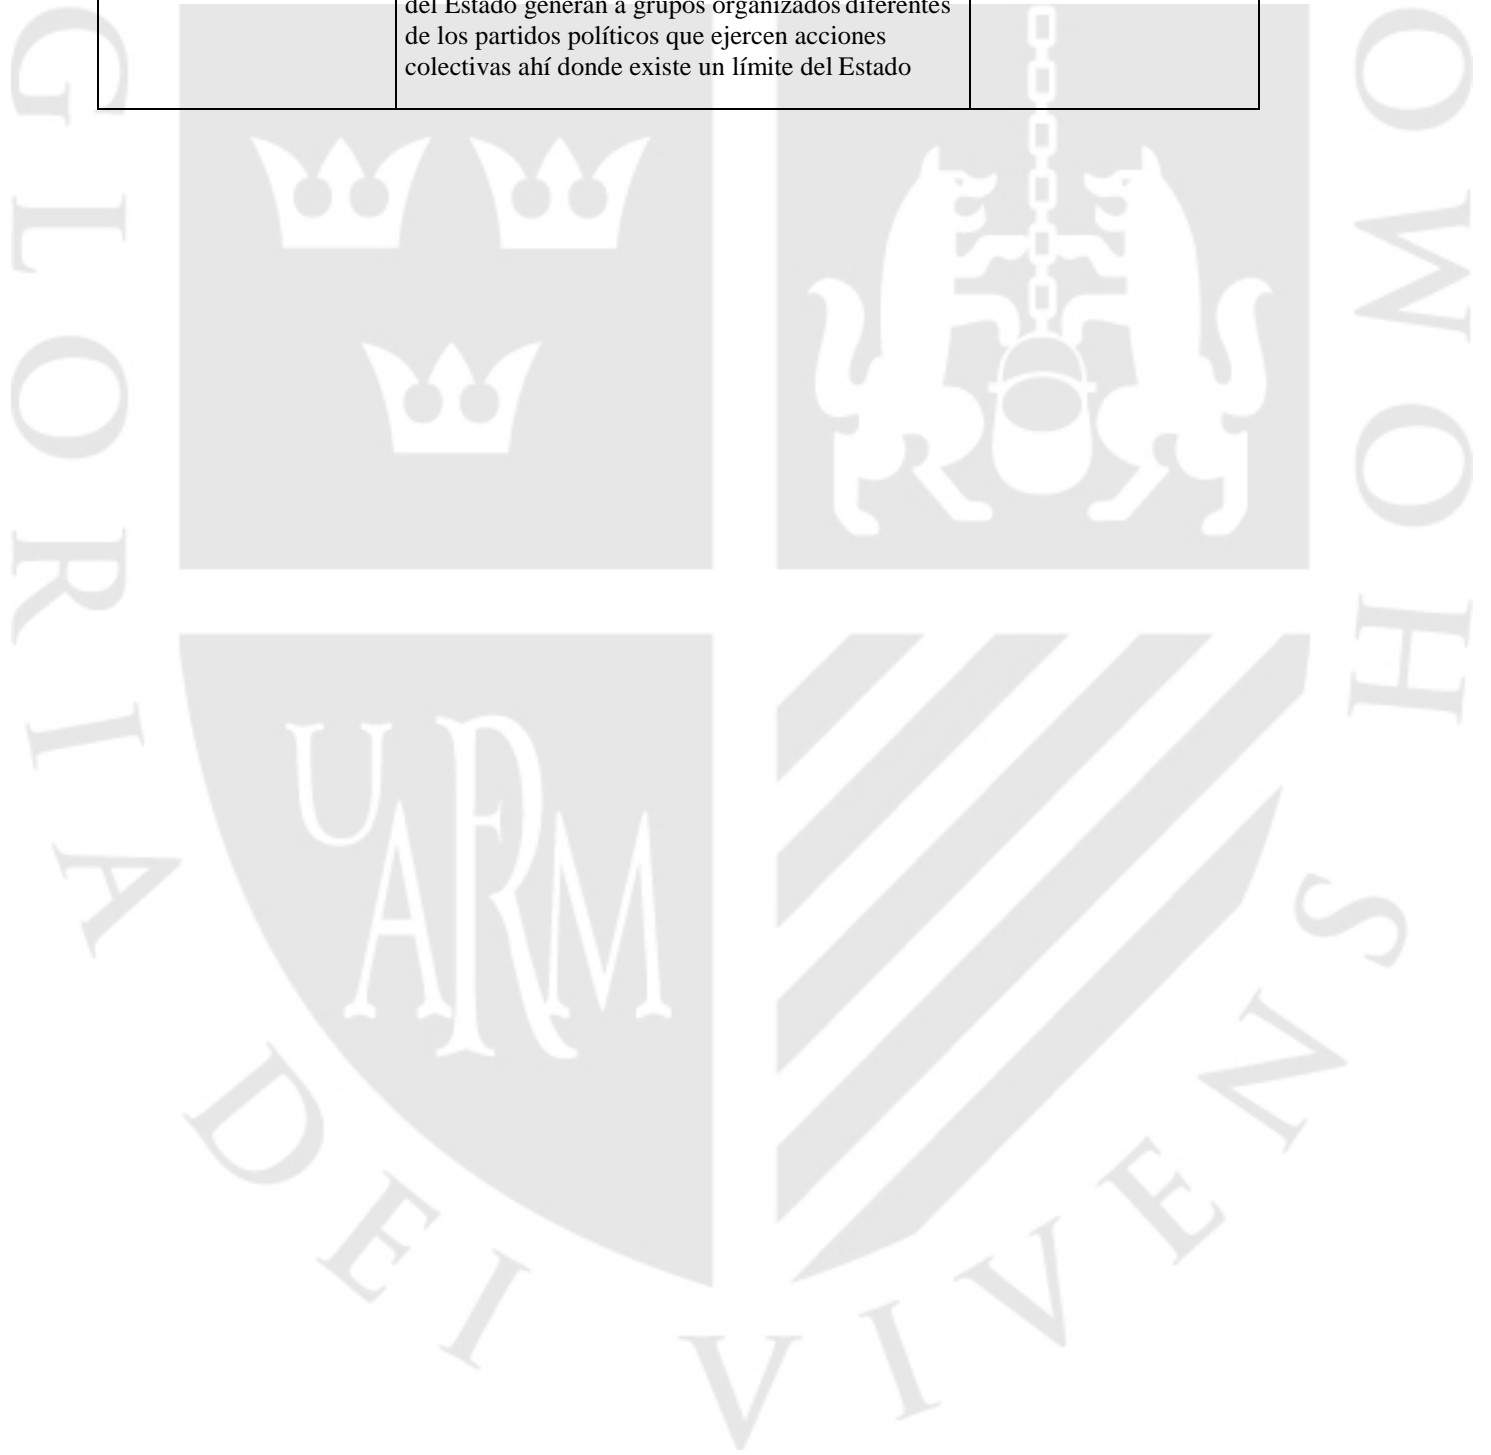 del Estado generan a grupos organizados diferentes
de los partidos políticos que ejercen acciones
colectivas ahí donde existe un límite del Estado
GLORIA DEI VIVENS HOMO
UARM